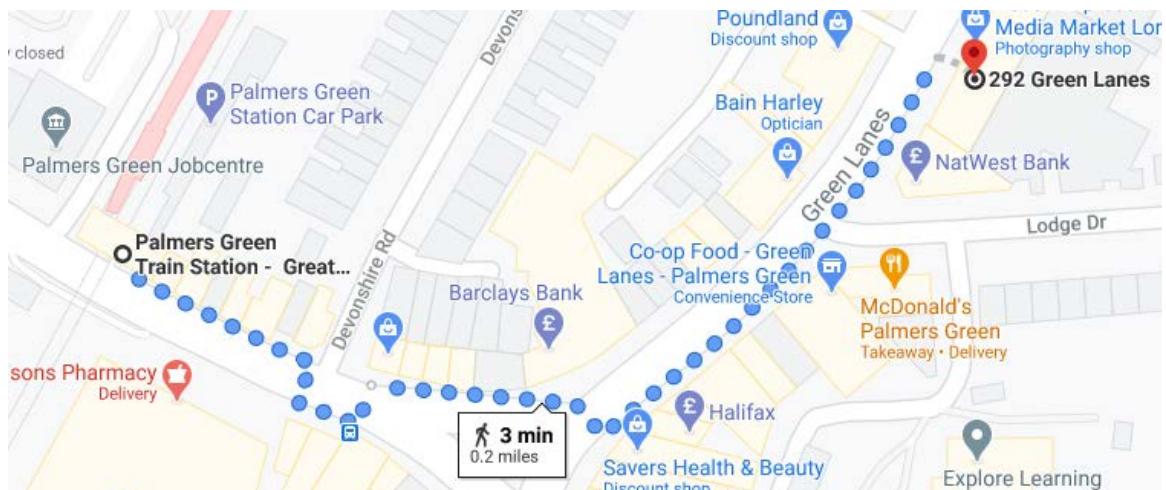 Poundland
Discount shop
Media Market Lor
Photography shop
292 Green Lanes
y closed
Devons
Palmers Green
Station Car Park
Bain Harley
Optician
Palmers Green Jobcentre
Green Lanes
£
NatWest Bank
Lodge Dr
Palmers Green
Train Station - Great...
Devonshire Rd
Co-op Food - Green
Lanes - Palmers Green
Convenience Store
Barclays Bank
£
McDonald's
Palmers Green
Takeaway • Delivery
sons Pharmacy
Delivery
3 min
0.2 miles
£
Halifax
Savers Health & Beauty
Discount shop
Explore Learning
P